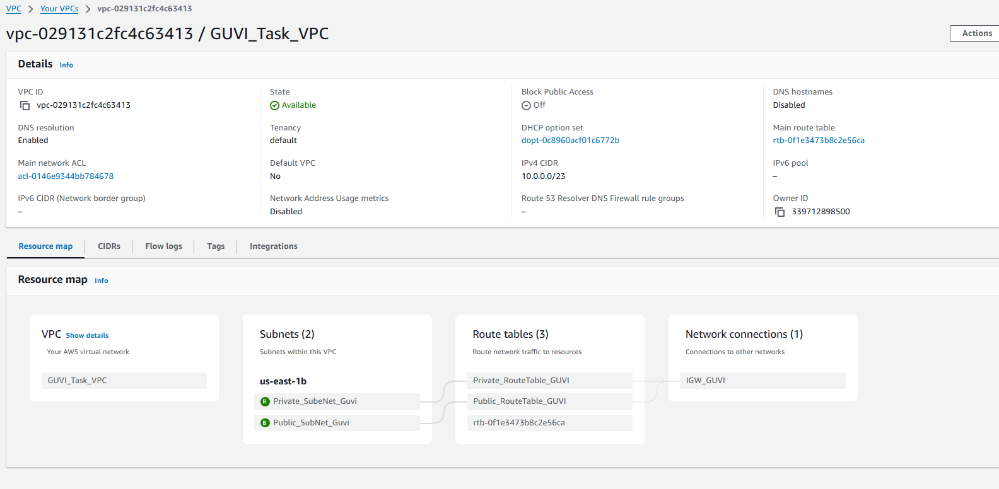 VPC > Your VPCs > vpc-029131c2fc4c63413
vpc-029131c2fc4c63413 / GUVI_Task_VPC
Actions
Details Info
VPC ID
vpc-029131c2fc4c63413
State
Available
Block Public Access
Off
DNS hostnames
Disabled
DNS resolution
Enabled
Tenancy
default
DHCP option set
dopt-0c8960acf01c6772b
Main route table
rtb-0f1e3473b8c2e56ca
Main network ACL
acl-0146e9344bb784678
Default VPC
No
IPv4 CIDR
10.0.0.0/23
IPv6 pool
–
IPv6 CIDR (Network border group)
–
Network Address Usage metrics
Disabled
Route 53 Resolver DNS Firewall rule groups
–
Owner ID
339712898500
Resource map CIDRs Flow logs Tags Integrations
Resource map Info
VPC Show details
Your AWS virtual network
GUVI_Task_VPC
Subnets (2)
Subnets within this VPC
us-east-1b
B Private_SubeNet_Guvi
B Public_SubNet_Guvi
Route tables (3)
Route network traffic to resources
Private_RouteTable_GUVI
Public_RouteTable_GUVI
rtb-0f1e3473b8c2e56ca
Network connections (1)
Connections to other networks
IGW_GUVI